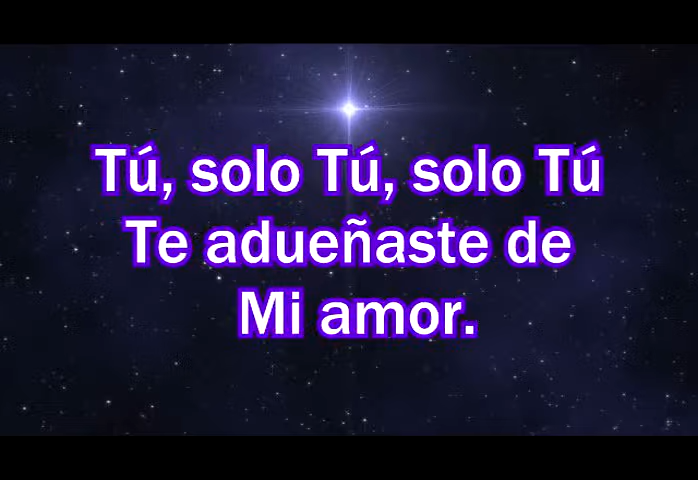 Tú, solo Tú, solo Tú
Te adueñaste de
Mi amor.